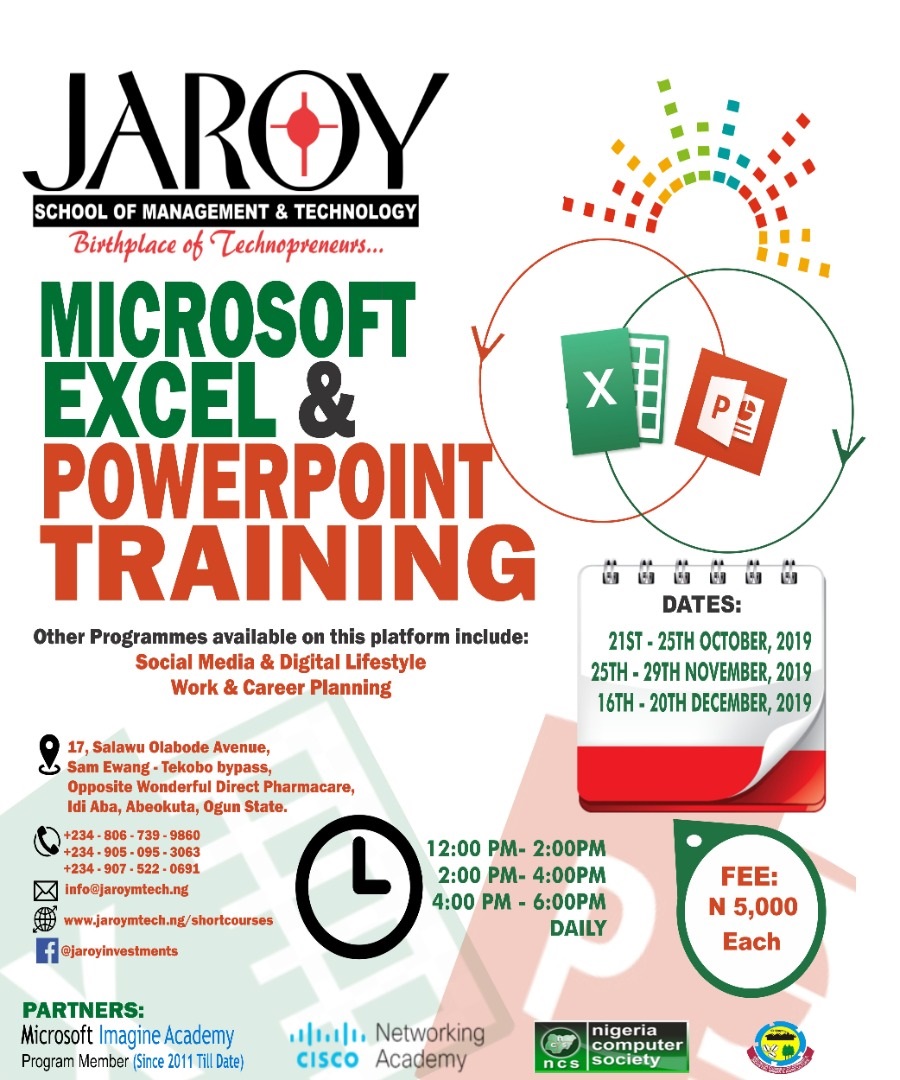 JAROY
SCHOOL OF MANAGEMENT & TECHNOLOGY
Birthplace of Technopreneurs...
MICROSOFT
EXCEL &
POWERPOINT
TRAINING
X
P
Other Programmes available on this platform include:
Social Media & Digital Lifestyle
Work & Career Planning
DATES:
21ST - 25TH OCTOBER, 2019
25TH - 29TH NOVEMBER, 2019
16TH - 20TH DECEMBER, 2019
17, Salawu Olabode Avenue,
Sam Ewang - Tekobo bypass,
Opposite Wonderful Direct Pharmacare,
Idi Aba, Abeokuta, Ogun State.
+234 - 806 - 739 - 9860
+234 - 905 - 095 - 3063
+234 - 907 - 522 - 0691
info@jaroymtech.ng
www.jaroymtech.ng/shortcourses
@jaroyinvestments
12:00 PM- 2:00PM
2:00 PM- 4:00PM
4:00 PM - 6:00PM
DAILY
FEE:
N 5,000
Each
PARTNERS:
Microsoft Imagine Academy
Program Member (Since 2011 Till Date)
CISCO
Networking
Academy
ncs
nigeria
computer
society